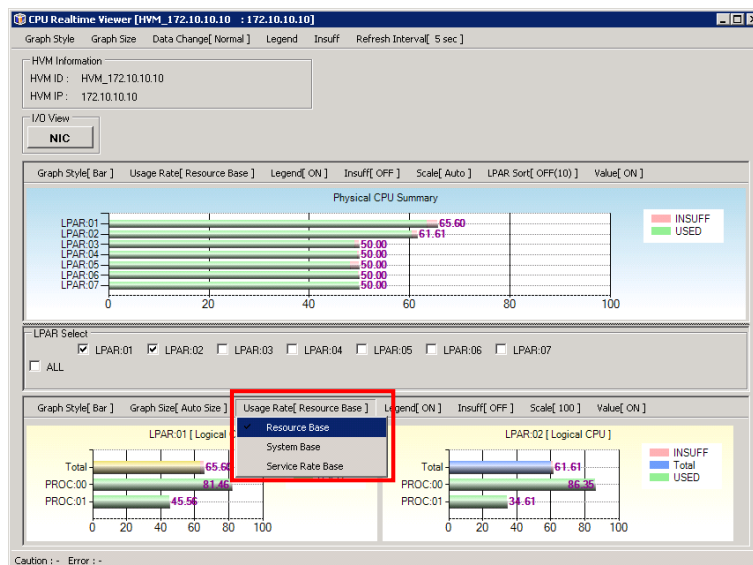 CPU Realtime Viewer [HVM_172.10.10.10 : 172.10.10.10]
Graph Style Graph Size Data Change[ Normal ] Legend Insuff Refresh Interval[ 5 sec ]
HVM Information
HVM ID : HVM_172.10.10.10
HVM IP : 172.10.10.10
I/O View
NIC
Graph Style[ Bar ] Usage Rate[ Resource Base ] Legend[ ON ] Insuff[ OFF ] Scale[ Auto ] LPAR Sort[ OFF(10) ] Value[ ON ]
Physical CPU Summary
LPAR:01 65.60
LPAR:02 61.61
LPAR:03 50.00
LPAR:04 50.00
LPAR:05 50.00
LPAR:06 50.00
LPAR:07 50.00
0 20 40 60 80 100
INSUFF
USED
LPAR Select
LPAR:01 LPAR:02 LPAR:03 LPAR:04 LPAR:05 LPAR:06 LPAR:07
ALL
Graph Style[ Bar ] Graph Size[ Auto Size ] Usage Rate[ Resource Base ] Legend[ ON ] Insuff[ OFF ] Scale[ 100 ] Value[ ON ]
Resource Base
System Base
Service Rate Base
LPAR:01 [ Logical
Total 65.60
PROC:00 81.46
PROC:01 45.56
0 20 40 60 80 100
LPAR:02 [ Logical CPU ]
Total 61.61
PROC:00 86.35
PROC:01 34.61
0 20 40 60 80 100
INSUFF
Total
USED
Caution : - Error : -